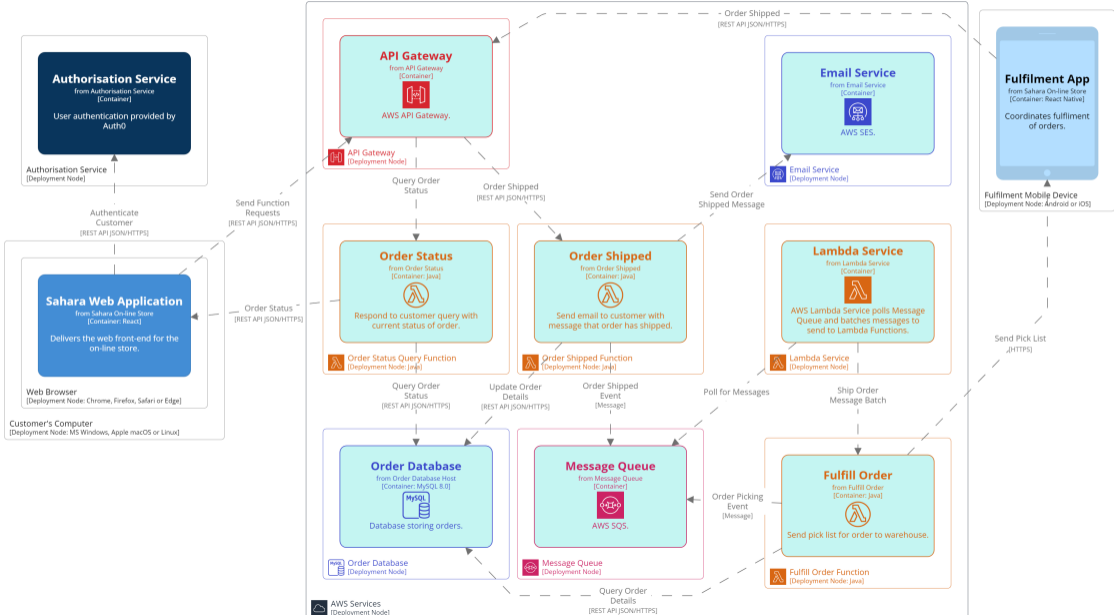 Order Shipped
[REST API JSON/HTTPS]
Authorisation Service
from Authorisation Service
[Container]
User authentication provided by
Auth0
Authorisation Service
[Deployment Node]
API Gateway
from API Gateway
[Container]
AWS API Gateway.
API Gateway
[Deployment Node]
Email Service
from Email Service
[Container]
AWS SES.
Email Service
[Deployment Node]
Fulfilment App
from Sahara On-line Store
[Container: React Native]
Coordinates fulfilment
of orders.
Fulfilment Mobile Device
[Deployment Node: Android or iOS]
Authenticate
Customer
[REST API JSON/HTTPS]
Send Function
Requests
[REST API JSON/HTTPS]
Query Order
Status
[REST API JSON/HTTPS]
Order Shipped
[REST API JSON/HTTPS]
Send Order
Shipped Message
Sahara Web Application
from Sahara On-line Store
[Container: React]
Delivers the web front-end for the
on-line store.
Web Browser
[Deployment Node: Chrome, Firefox, Safari or Edge]
Customer's Computer
[Deployment Node: MS Windows, Apple macOS or Linux]
Order Status
[REST API JSON/HTTPS]
Order Status
from Order Status
[Container: Java]
Respond to customer query with
current status of order.
Order Status Query Function
[Deployment Node: Java]
Order Shipped
from Order Shipped
[Container: Java]
Send email to customer with
message that order has shipped.
Order Shipped Function
[Deployment Node: Java]
Lambda Service
from Lambda Service
[Container]
AWS Lambda Service polls Message
Queue and batches messages to
send to Lambda Functions.
Lambda Service
[Deployment Node]
Send Pick List
[HTTPS]
Query Order
Status
[REST API JSON/HTTPS]
Update Order
Details
[REST API JSON/HTTPS]
Order Shipped
Event
[Message]
Poll for Messages
Ship Order
Message Batch
Order Database
from Order Database Host
[Container: MySQL 8.0]
MySQL
Database storing orders.
Order Database
[Deployment Node]
Message Queue
from Message Queue
[Container]
AWS SQS.
Message Queue
[Deployment Node]
Order Picking
Event
[Message]
Fulfill Order
from Fulfill Order
[Container: Java]
Send pick list for order to warehouse.
Fulfill Order Function
[Deployment Node: Java]
Query Order
Details
[REST API JSON/HTTPS]
AWS Services
[Deployment Node]